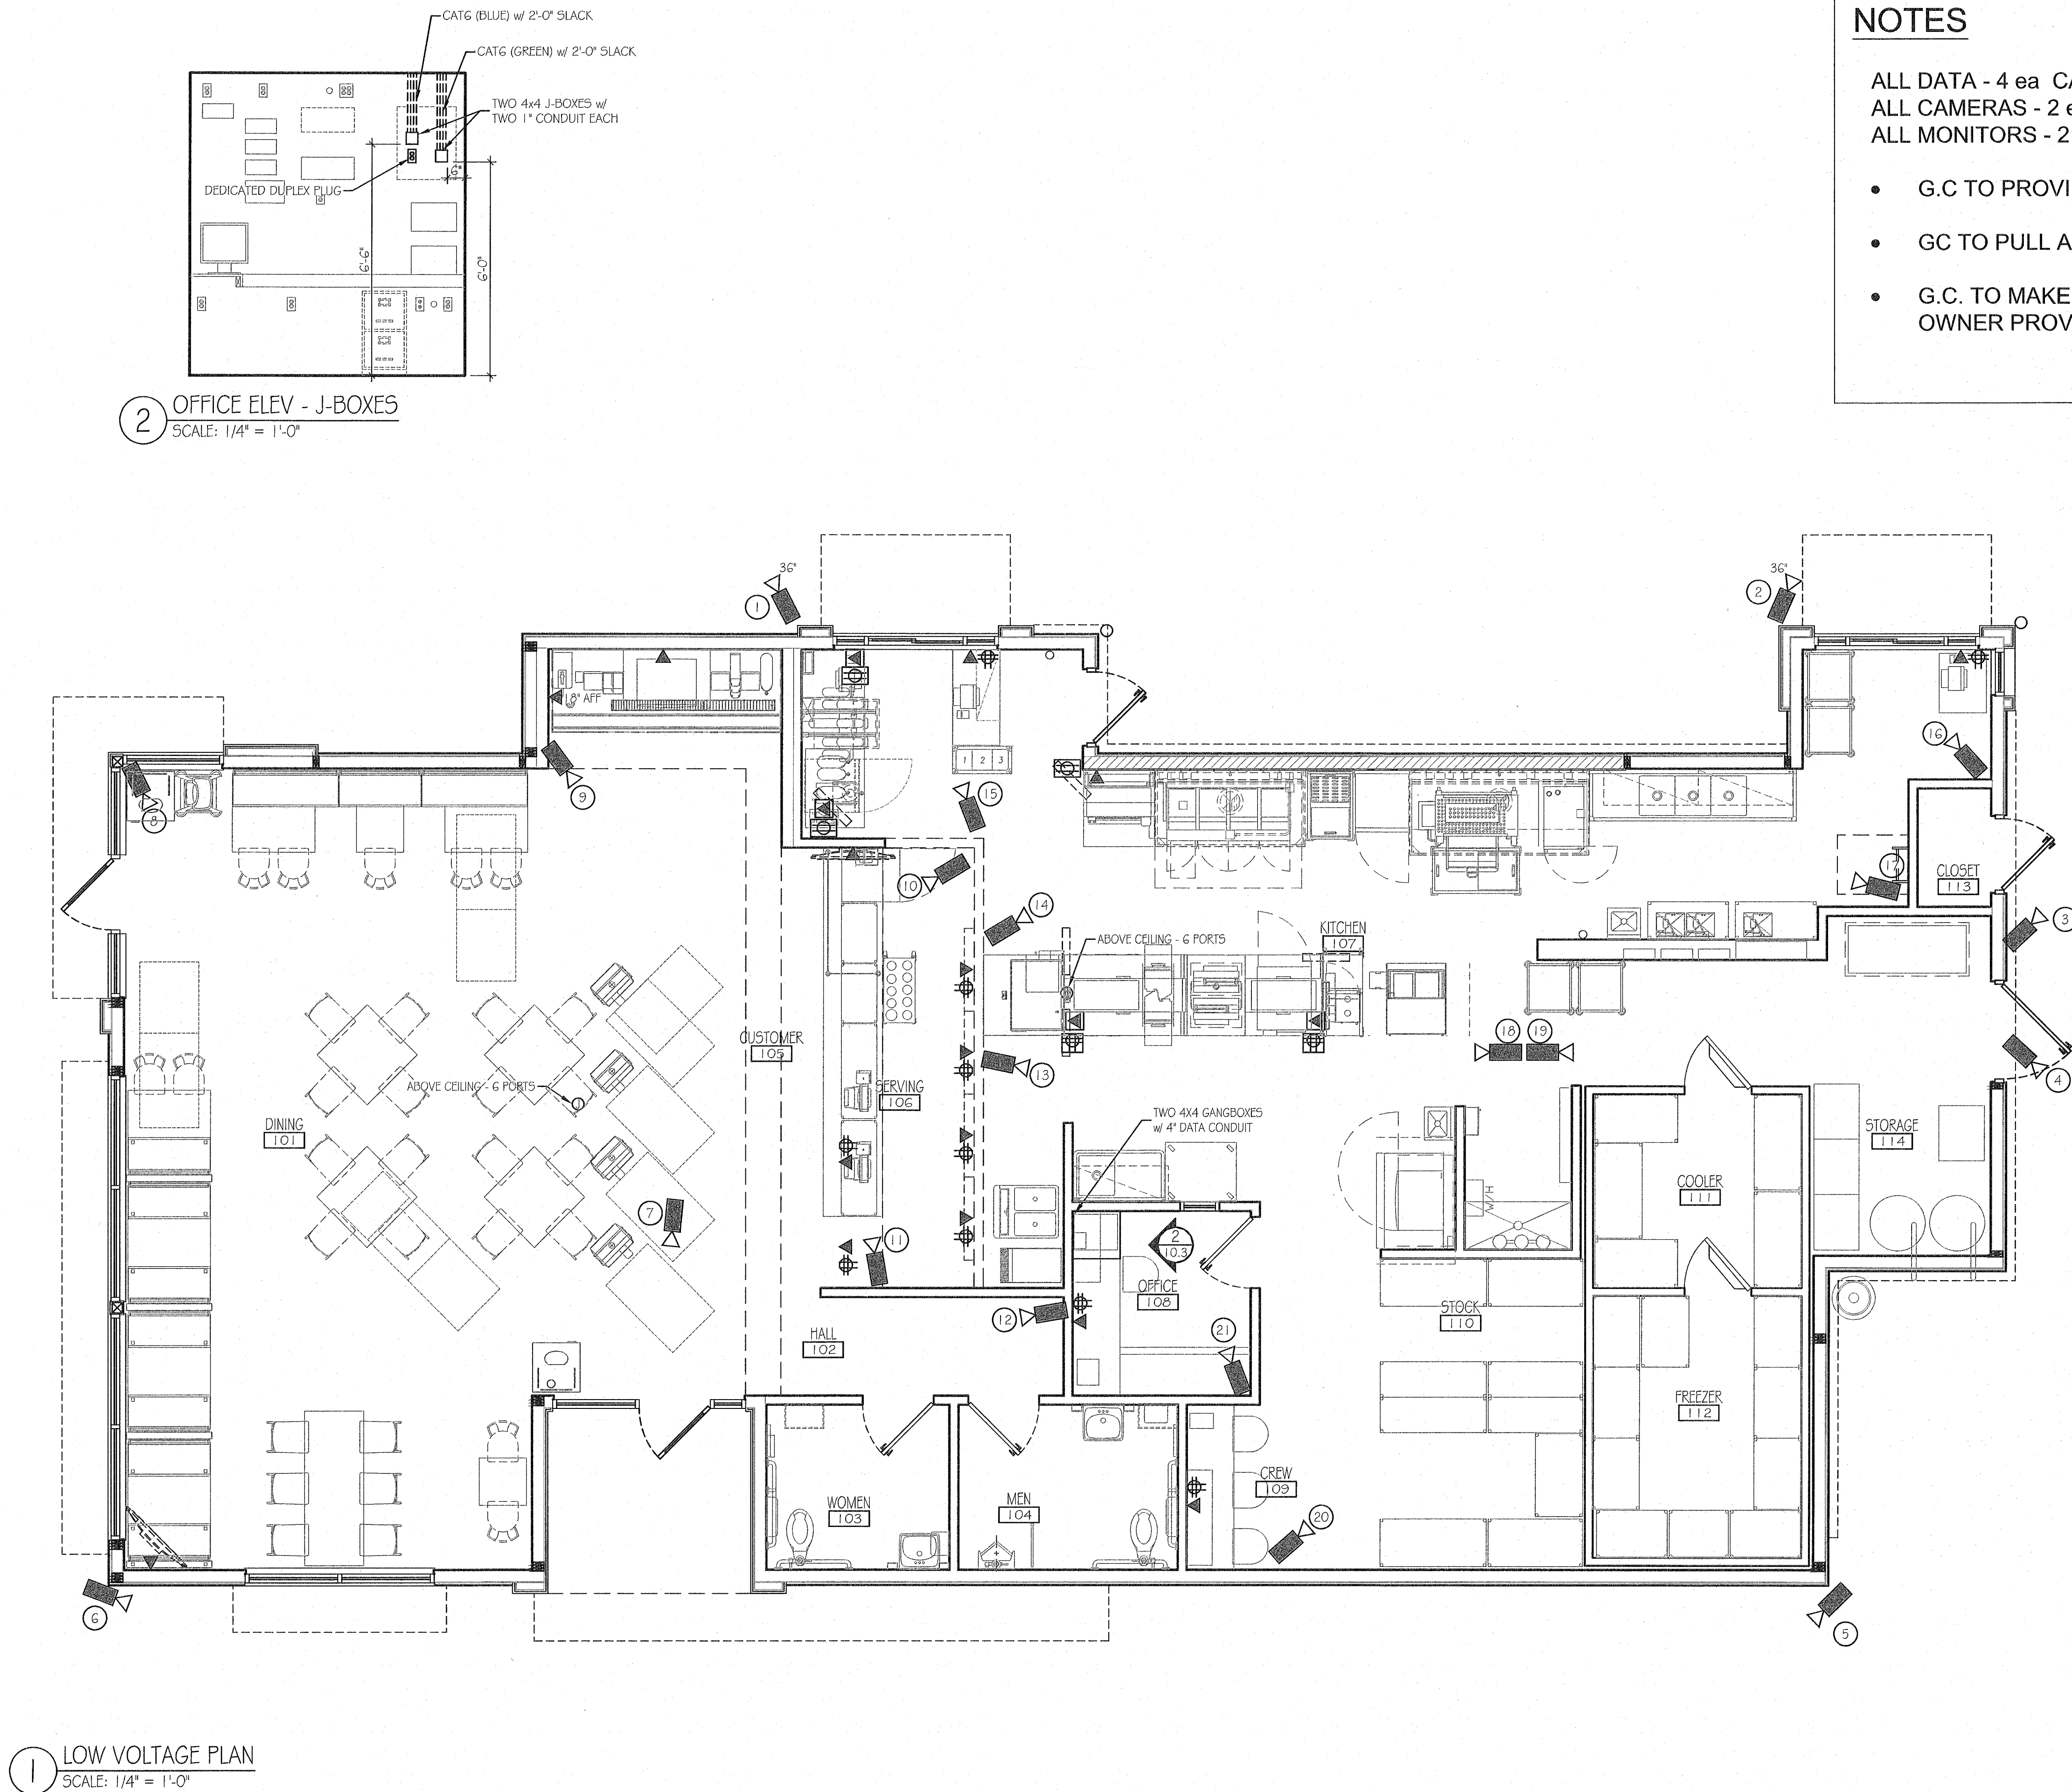 CAT6 (BLUE) w/ 2'-0" SLACK
CAT6 (GREEN) w/ 2'-0" SLACK
TWO 4x4 J-BOXES w/
TWO 1" CONDUIT EACH
DEDICATED DUPLEX PLUG
6"
6'-6"
6'-0"
2
OFFICE ELEV - J-BOXES
SCALE: 1/4" = 1'-0"
NOTES
ALL DATA - 4 ea
ALL CAMERAS - 2
ALL MONITORS - 2
• G.C TO
• GC TO PULL
• G.C. TO MAKE
OWNER
36"
1
36"
2
18" AFF
9
8
1 2 3
15
16
10
14
17
CLOSET
113
3
KITCHEN
107
ABOVE CEILING - 6 PORTS
CUSTOMER
105
13
18
19
4
ABOVE CEILING - 6 PORTS
SERVING
106
DINING
101
TWO 4X4 GANGBOXES
w/ 4" DATA CONDUIT
STORAGE
114
COOLER
111
W/H
7
11
2
10.3
OFFICE
108
12
STOCK
110
HALL
102
21
FREEZER
112
WOMEN
103
MEN
104
CREW
109
20
6
5
1
LOW VOLTAGE PLAN
SCALE: 1/4" = 1'-0"